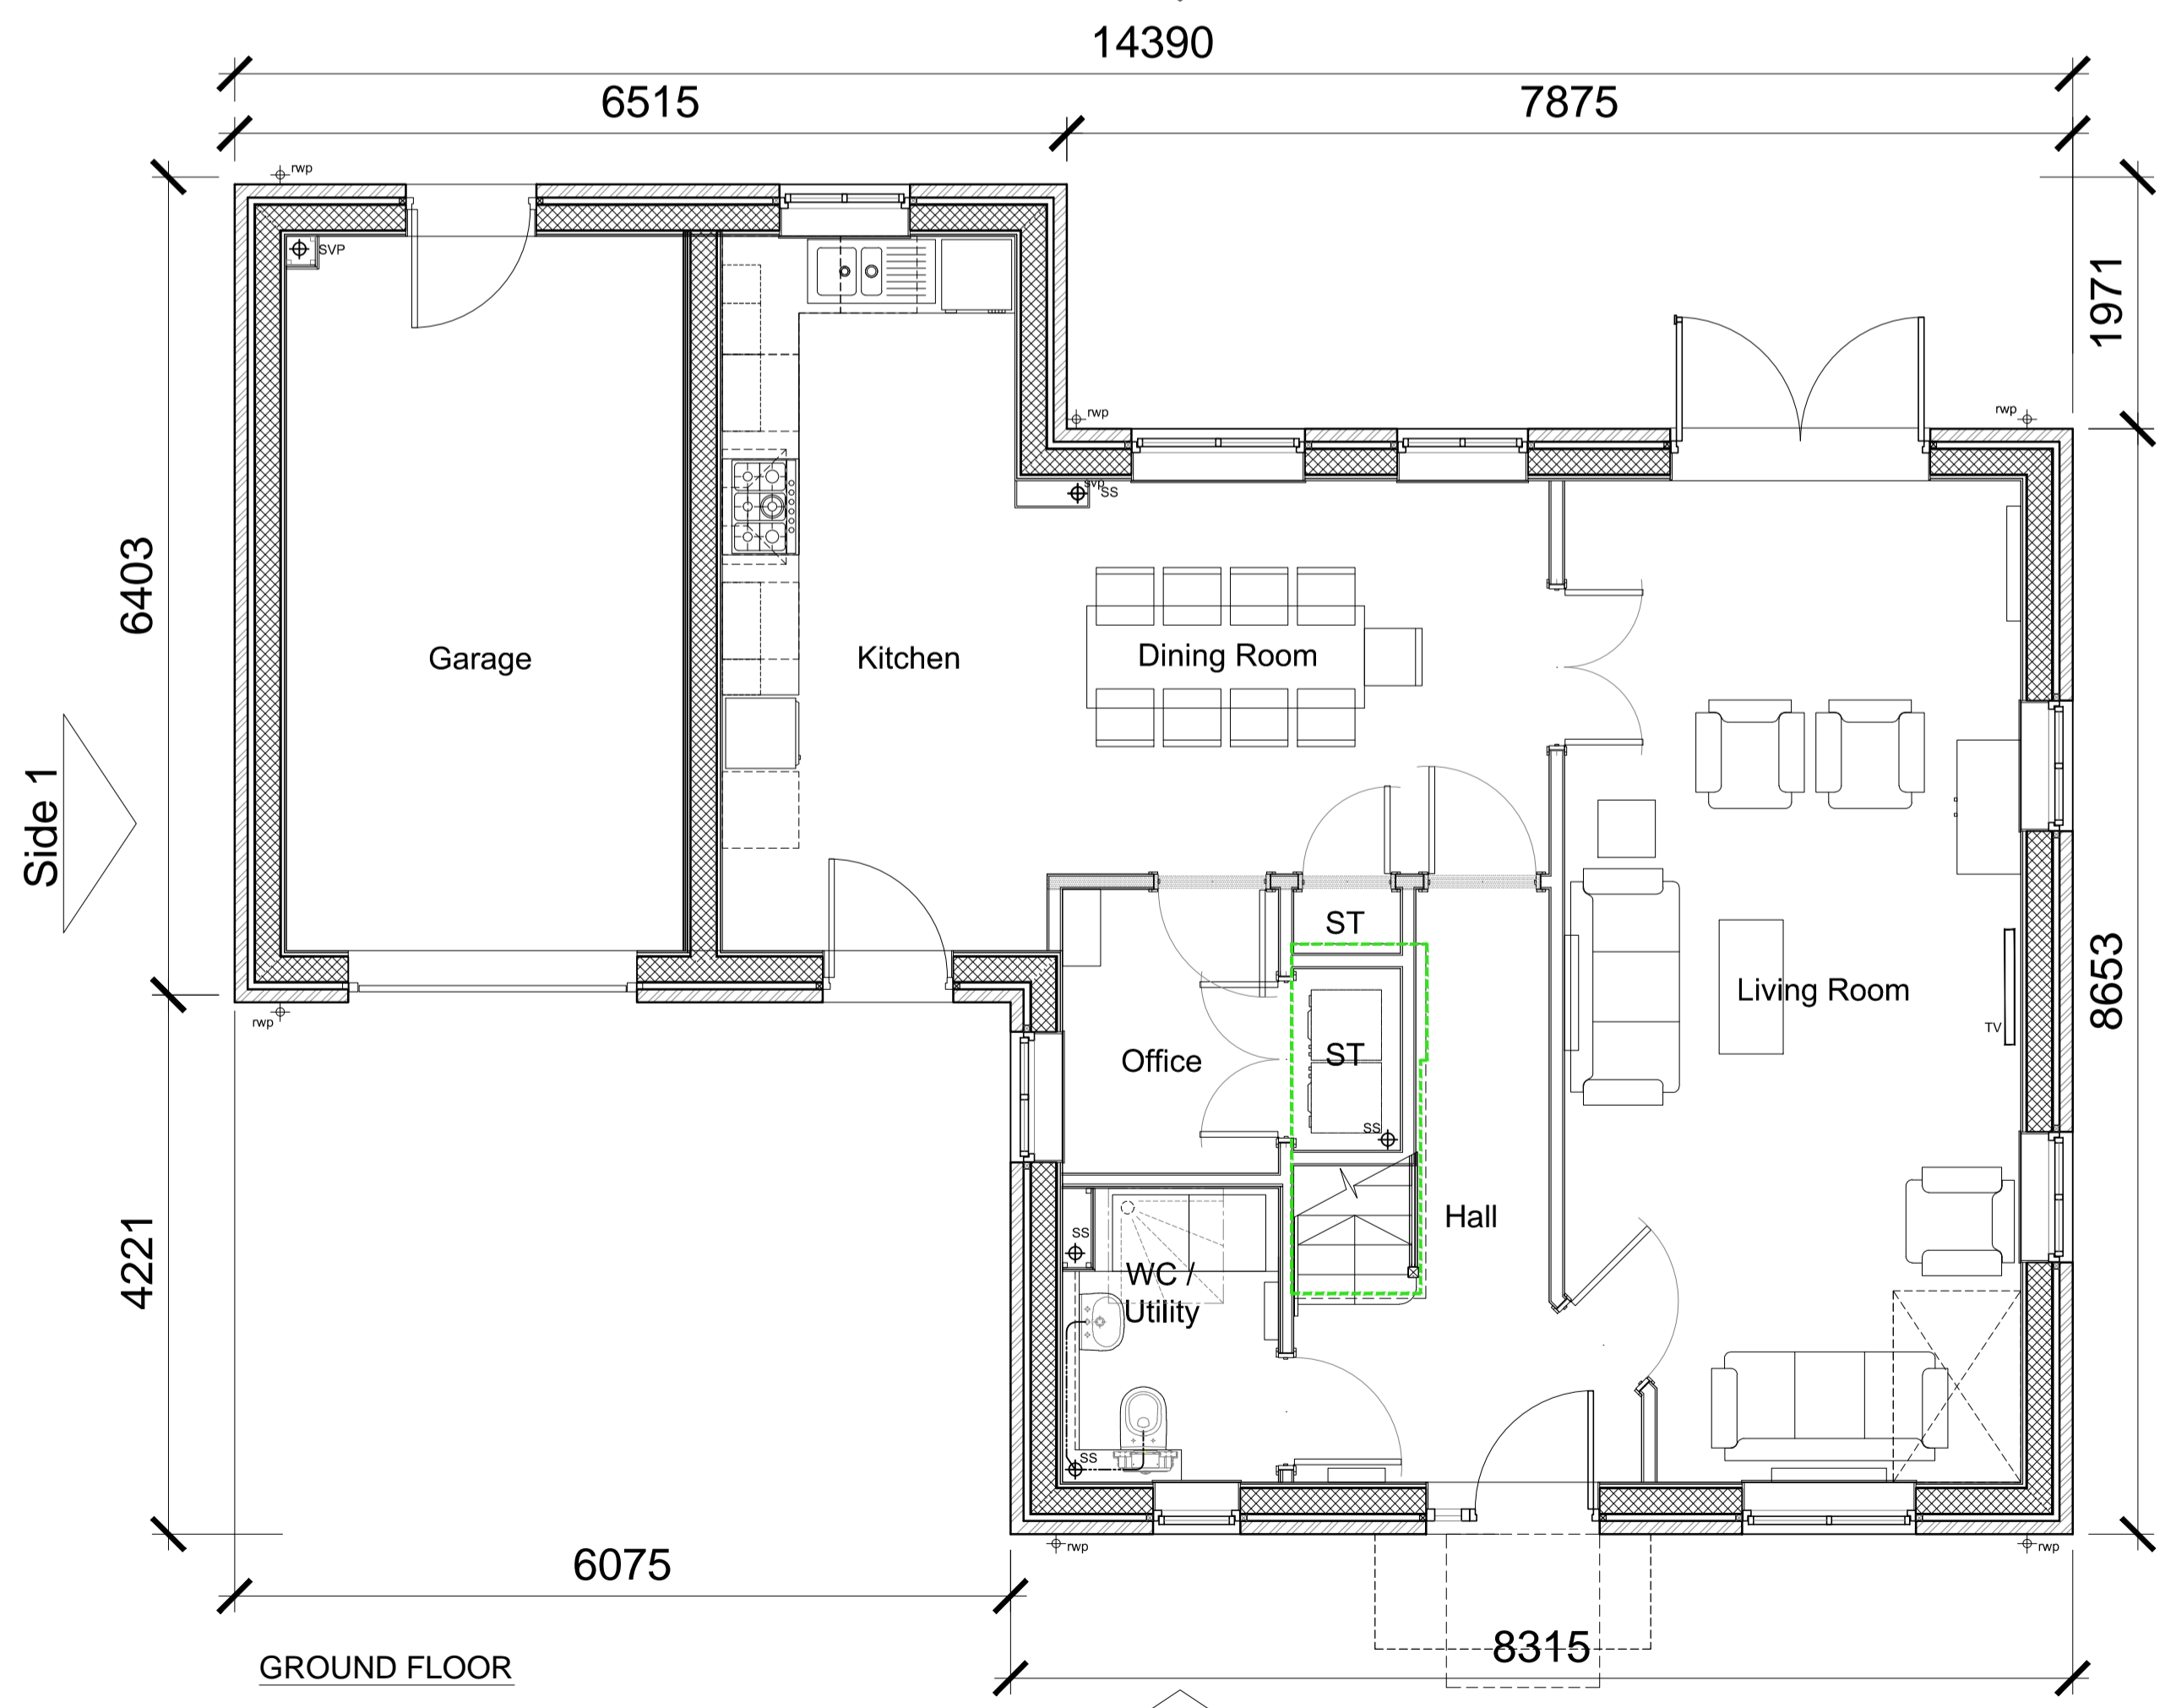 14390
6515
7875
rwp
SVP
1971
rwp
rwp
svp
SS
6403
Garage
Kitchen
Dining Room
Side 1
ST
Living Room
8653
rwp
TV
Office
ST
SS
4221
Hall
SS
WC /
Utility
SS
rwp
rwp
6075
8315
GROUND FLOOR